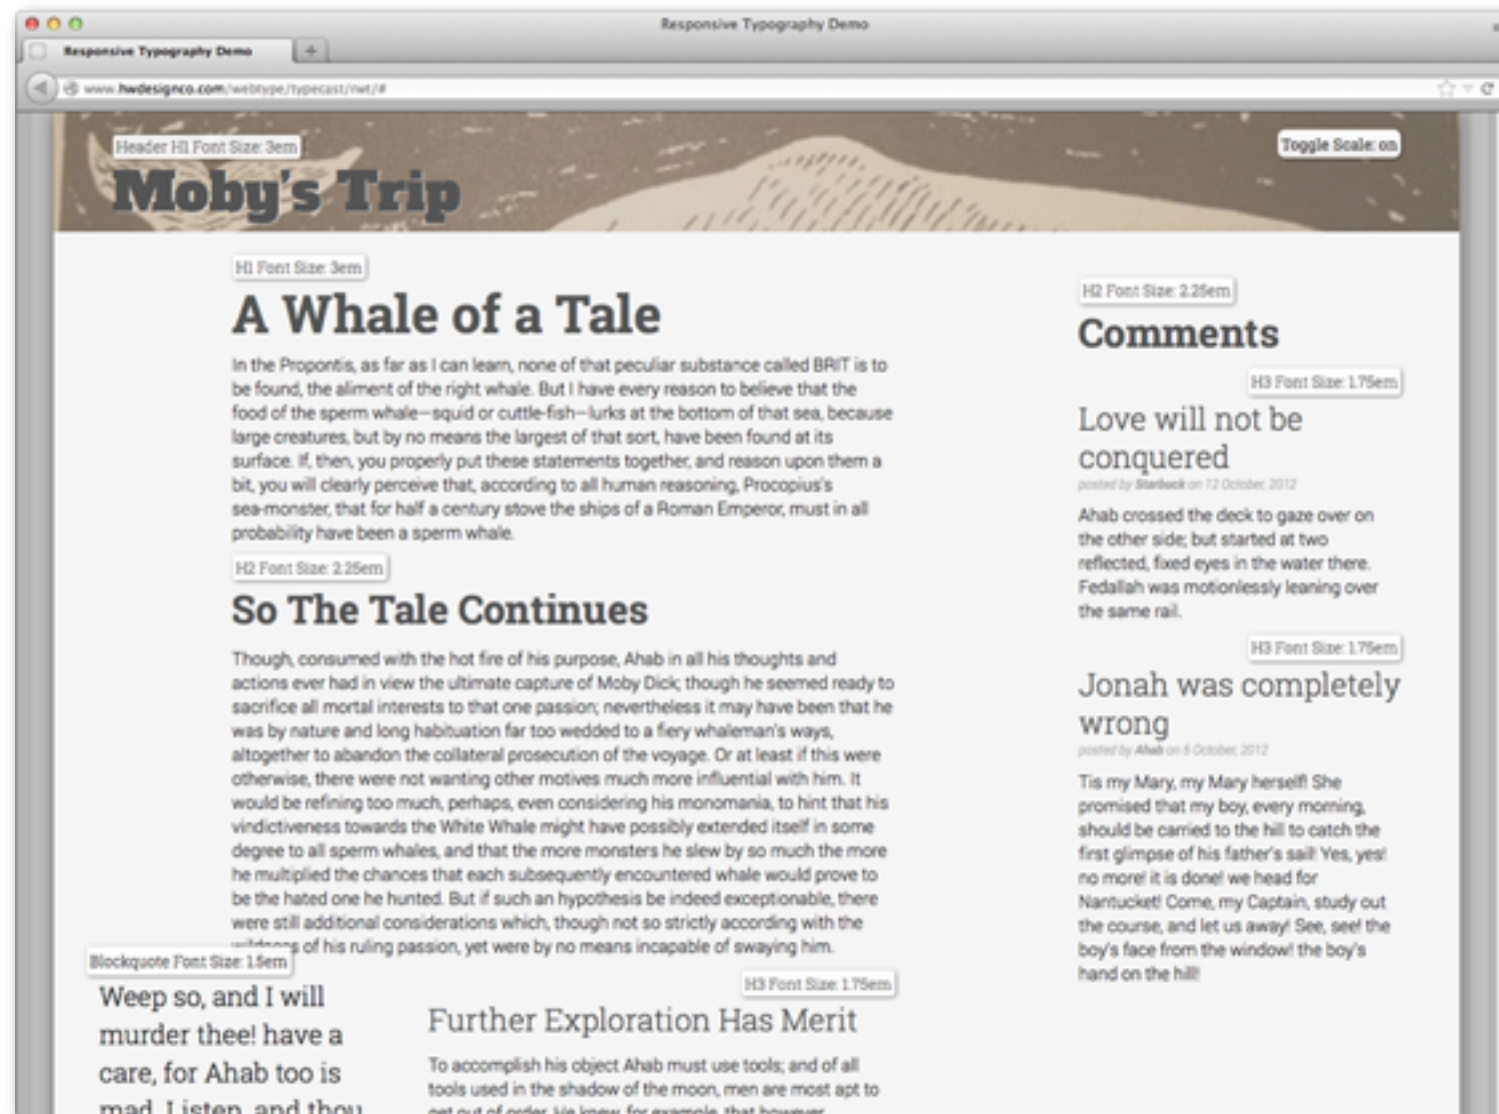 Responsive Typography Demo
Responsive Typography Demo
www.hwdesignco.com/webtype/typecast/rwt/#
Header H1 Font Size: 3em
Toggle Scale: on
Moby's Trip
H1 Font Size: 3em
A Whale of a Tale
In the Propontis, as far as I can learn, none of that peculiar substance called BRIT is to
be found, the aliment of the right whale. But I have every reason to believe that the
food of the sperm whale—squid or cuttle-fish—lurks at the bottom of that sea, because
large creatures, but by no means the largest of that sort, have been found at its
surface. If, then, you properly put these statements together, and reason upon them a
bit, you will clearly perceive that, according to all human reasoning, Procopius's
sea-monster, that for half a century stove the ships of a Roman Emperor, must in all
probability have been a sperm whale.
H2 Font Size: 2.25em
So The Tale Continues
Though, consumed with the hot fire of his purpose, Ahab in all his thoughts and
actions ever had in view the ultimate capture of Moby Dick; though he seemed ready to
sacrifice all mortal interests to that one passion; nevertheless it may have been that he
was by nature and long habituation far too wedded to a fiery whaleman's ways,
altogether to abandon the collateral prosecution of the voyage. Or at least if this were
otherwise, there were not wanting other motives much more influential with him. It
would be refining too much, perhaps, even considering his monomania, to hint that his
vindictiveness towards the White Whale might have possibly extended itself in some
degree to all sperm whales, and that the more monsters he slew by so much the more
he multiplied the chances that each subsequently encountered whale would prove to
be the hated one he hunted. But if such an hypothesis be indeed exceptionable, there
were still additional considerations which, though not so strictly according with the
wildness of his ruling passion, yet were by no means incapable of swaying him.
Blockquote Font Size: 1.5em
Weep so, and I will
murder thee! have a
care, for Ahab too is
mad. Listen, and thou
H3 Font Size: 1.75em
Further Exploration Has Merit
To accomplish his object Ahab must use tools; and of all
tools used in the shadow of the moon, men are most apt to
get out of order. He knew, for example, that however
H2 Font Size: 2.25em
Comments
H3 Font Size: 1.75em
Love will not be
conquered
posted by Starbuck on 12 October, 2012
Ahab crossed the deck to gaze over on
the other side; but started at two
reflected, fixed eyes in the water there.
Fedallah was motionlessly leaning over
the same rail.
H3 Font Size: 1.75em
Jonah was completely
wrong
posted by Ahab on 6 October, 2012
Tis my Mary, my Mary herself! She
promised that my boy, every morning,
should be carried to the hill to catch the
first glimpse of his father's sail! Yes, yes!
no more! it is done! we head for
Nantucket! Come, my Captain, study out
the course, and let us away! See, see! the
boy's face from the window! the boy's
hand on the hill!